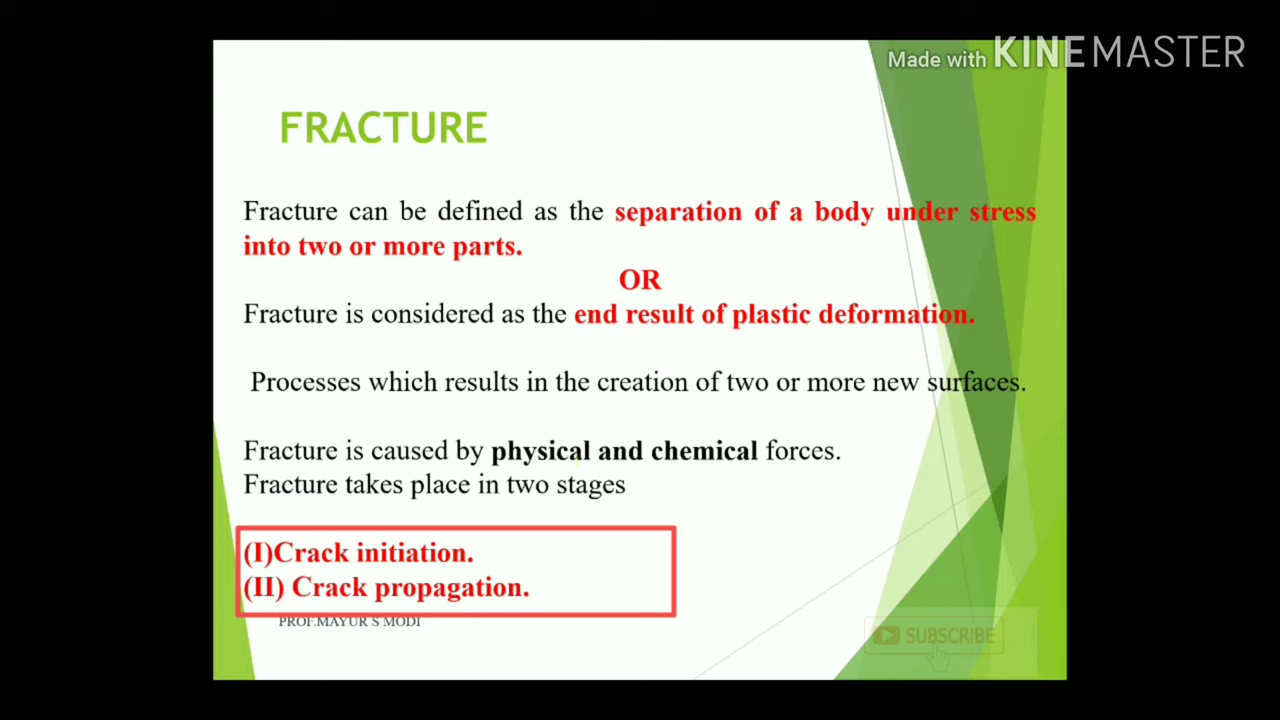 Made with KINEMASTER
FRACTURE
Fracture can be defined as the separation of a body under stress
into two or more parts.
OR
Fracture is considered as the end result of plastic deformation.
Processes which results in the creation of two or more new surfaces.
Fracture is caused by physical and chemical forces.
Fracture takes place in two stages
(I)Crack initiation.
(II) Crack propagation.
PROF.MAYUR S MODI
SUBSCRIBE